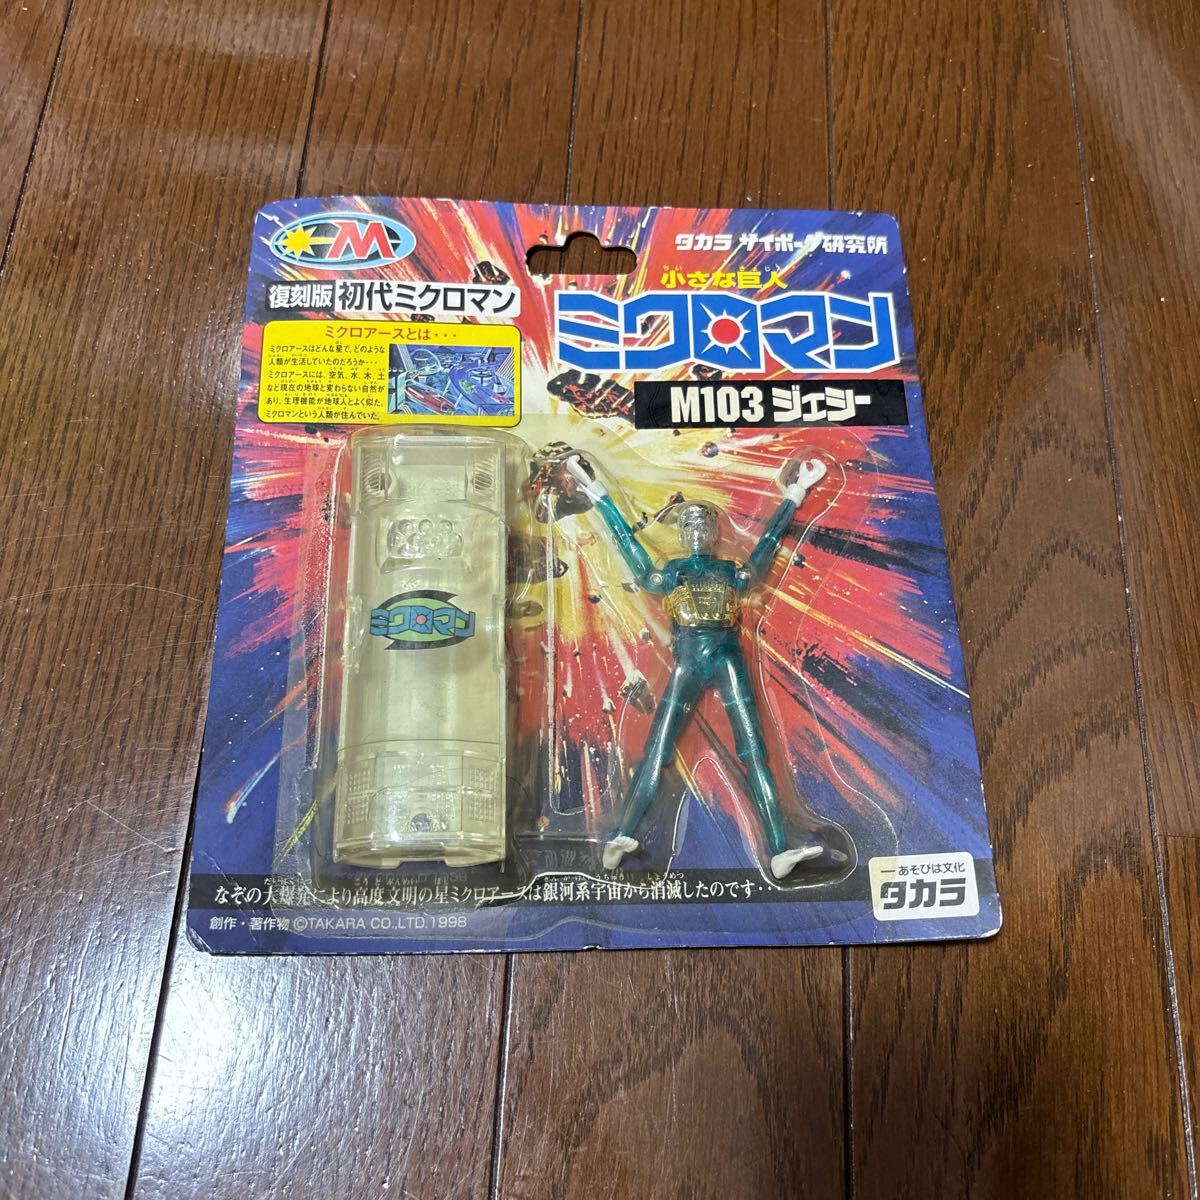 M
復刻版 初代ミクロマン
ミクロアースとは・・・
ミクロアースはどんな星で、どのような
人類が生活していたのだろうか・・・
ミクロアースには、空気、水、木、土
など現在の地球と変わらない自然が
あり、生理機能が地球人とよく似た、
ミクロマンという人類が住んでいた。
タカラ サイボーグ研究所
小さな巨人
ミクロマン
M103 ジェシー
ミクロマン
なぞの大爆発により高度文明の星ミクロアースは銀河系宇宙から消滅したのです・・
創作・著作物 ©TAKARA CO.,LTD.1998
あそびは文化
タカラ